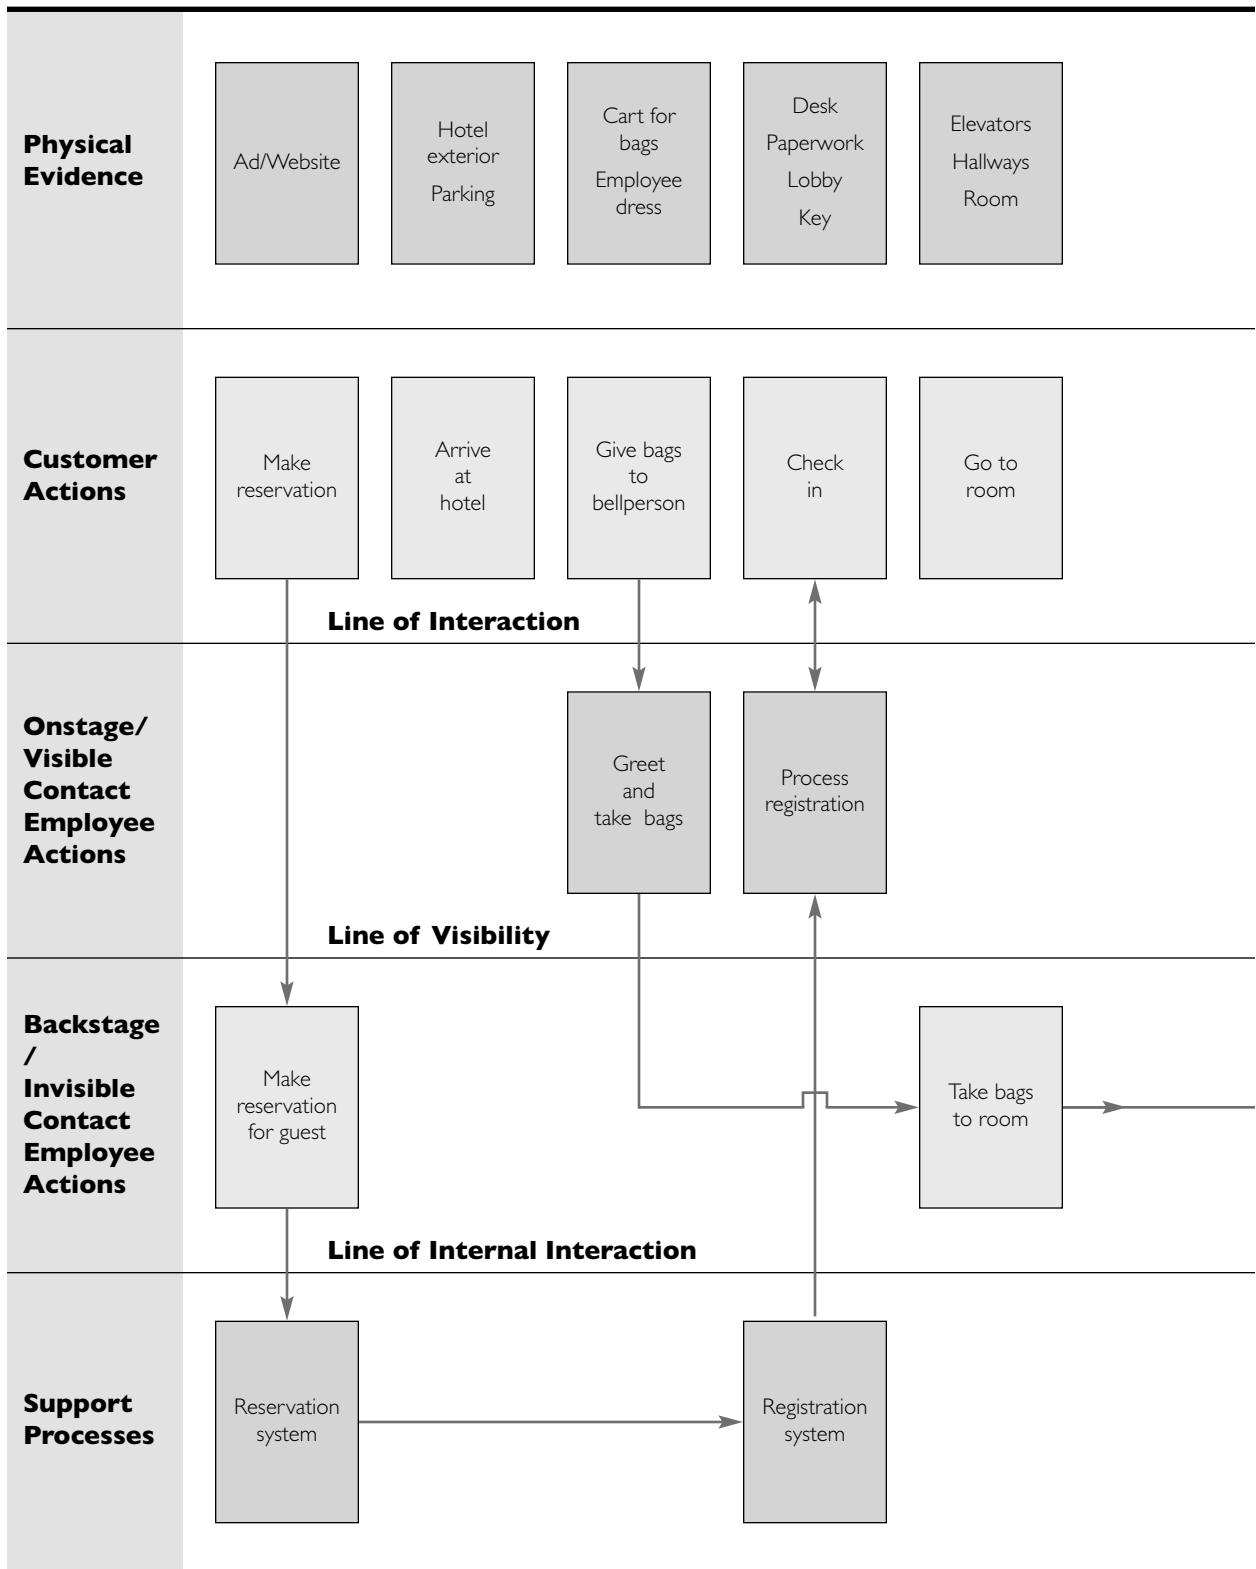 Physical
Evidence
Ad/Website
Hotel
exterior
Parking
Cart for
bags
Employee
dress
Desk
Paperwork
Lobby
Key
Elevators
Hallways
Room
Customer
Actions
Make
reservation
Arrive
at
hotel
Give bags
to
bellperson
Check
in
Go to
room
Line of Interaction
Onstage/
Visible
Contact
Employee
Actions
Greet
and
take bags
Process
registration
Line of Visibility
Backstage
/
Invisible
Contact
Employee
Actions
Make
reservation
for guest
Take bags
to room
Line of Internal Interaction
Support
Processes
Reservation
system
Registration
system